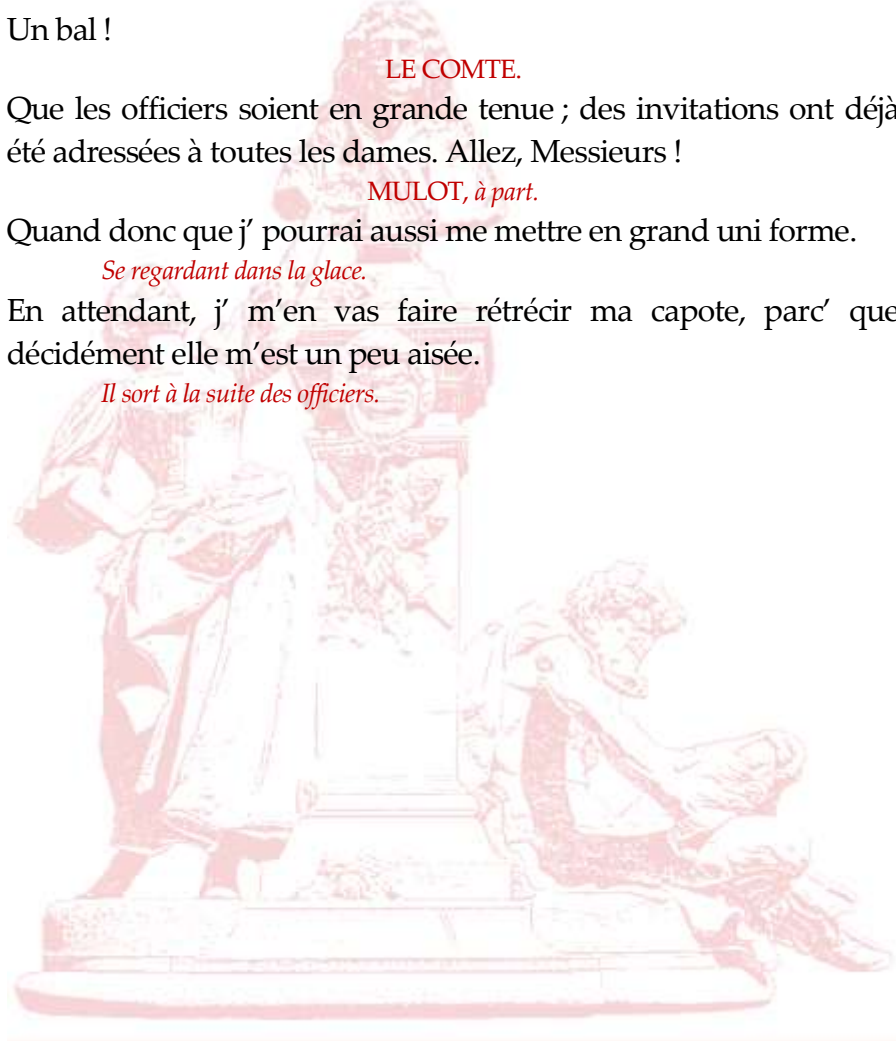 Un bal !
LE COMTE.
Que les officiers soient en grande tenue ; des invitations ont déjà
été adressées à toutes les dames. Allez, Messieurs !
MULOT, à part.
Quand donc que j’ pourrai aussi me mettre en grand uni forme.
Se regardant dans la glace.
En attendant, j’ m’en vas faire rétrécir ma capote, parc’ que
décidément elle m’est un peu aisée.
Il sort à la suite des officiers.